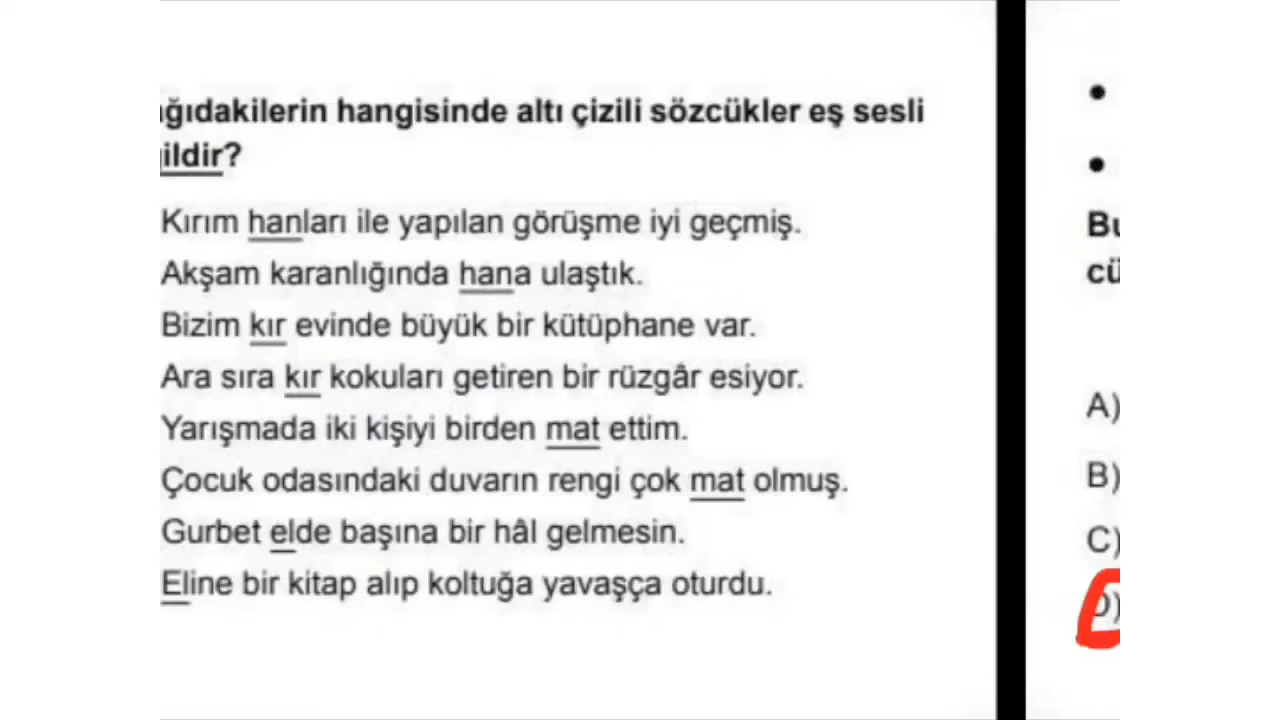 ğıdakilerin hangisinde altı çizili sözcükler eş sesli
ildir?
Kırım hanları ile yapılan görüşme iyi geçmiş.
Akşam karanlığında hana ulaştık.
Bizim kır evinde büyük bir kütüphane var.
Ara sıra kır kokuları getiren bir rüzgâr esiyor.
Yarışmada iki kişiyi birden mat ettim.
Çocuk odasındaki duvarın rengi çok mat olmuş.
Gurbet elde başına bir hâl gelmesin.
Eline bir kitap alıp koltuğa yavaşça oturdu.
•
•
Bu
cü
A)
B)
C)
D)